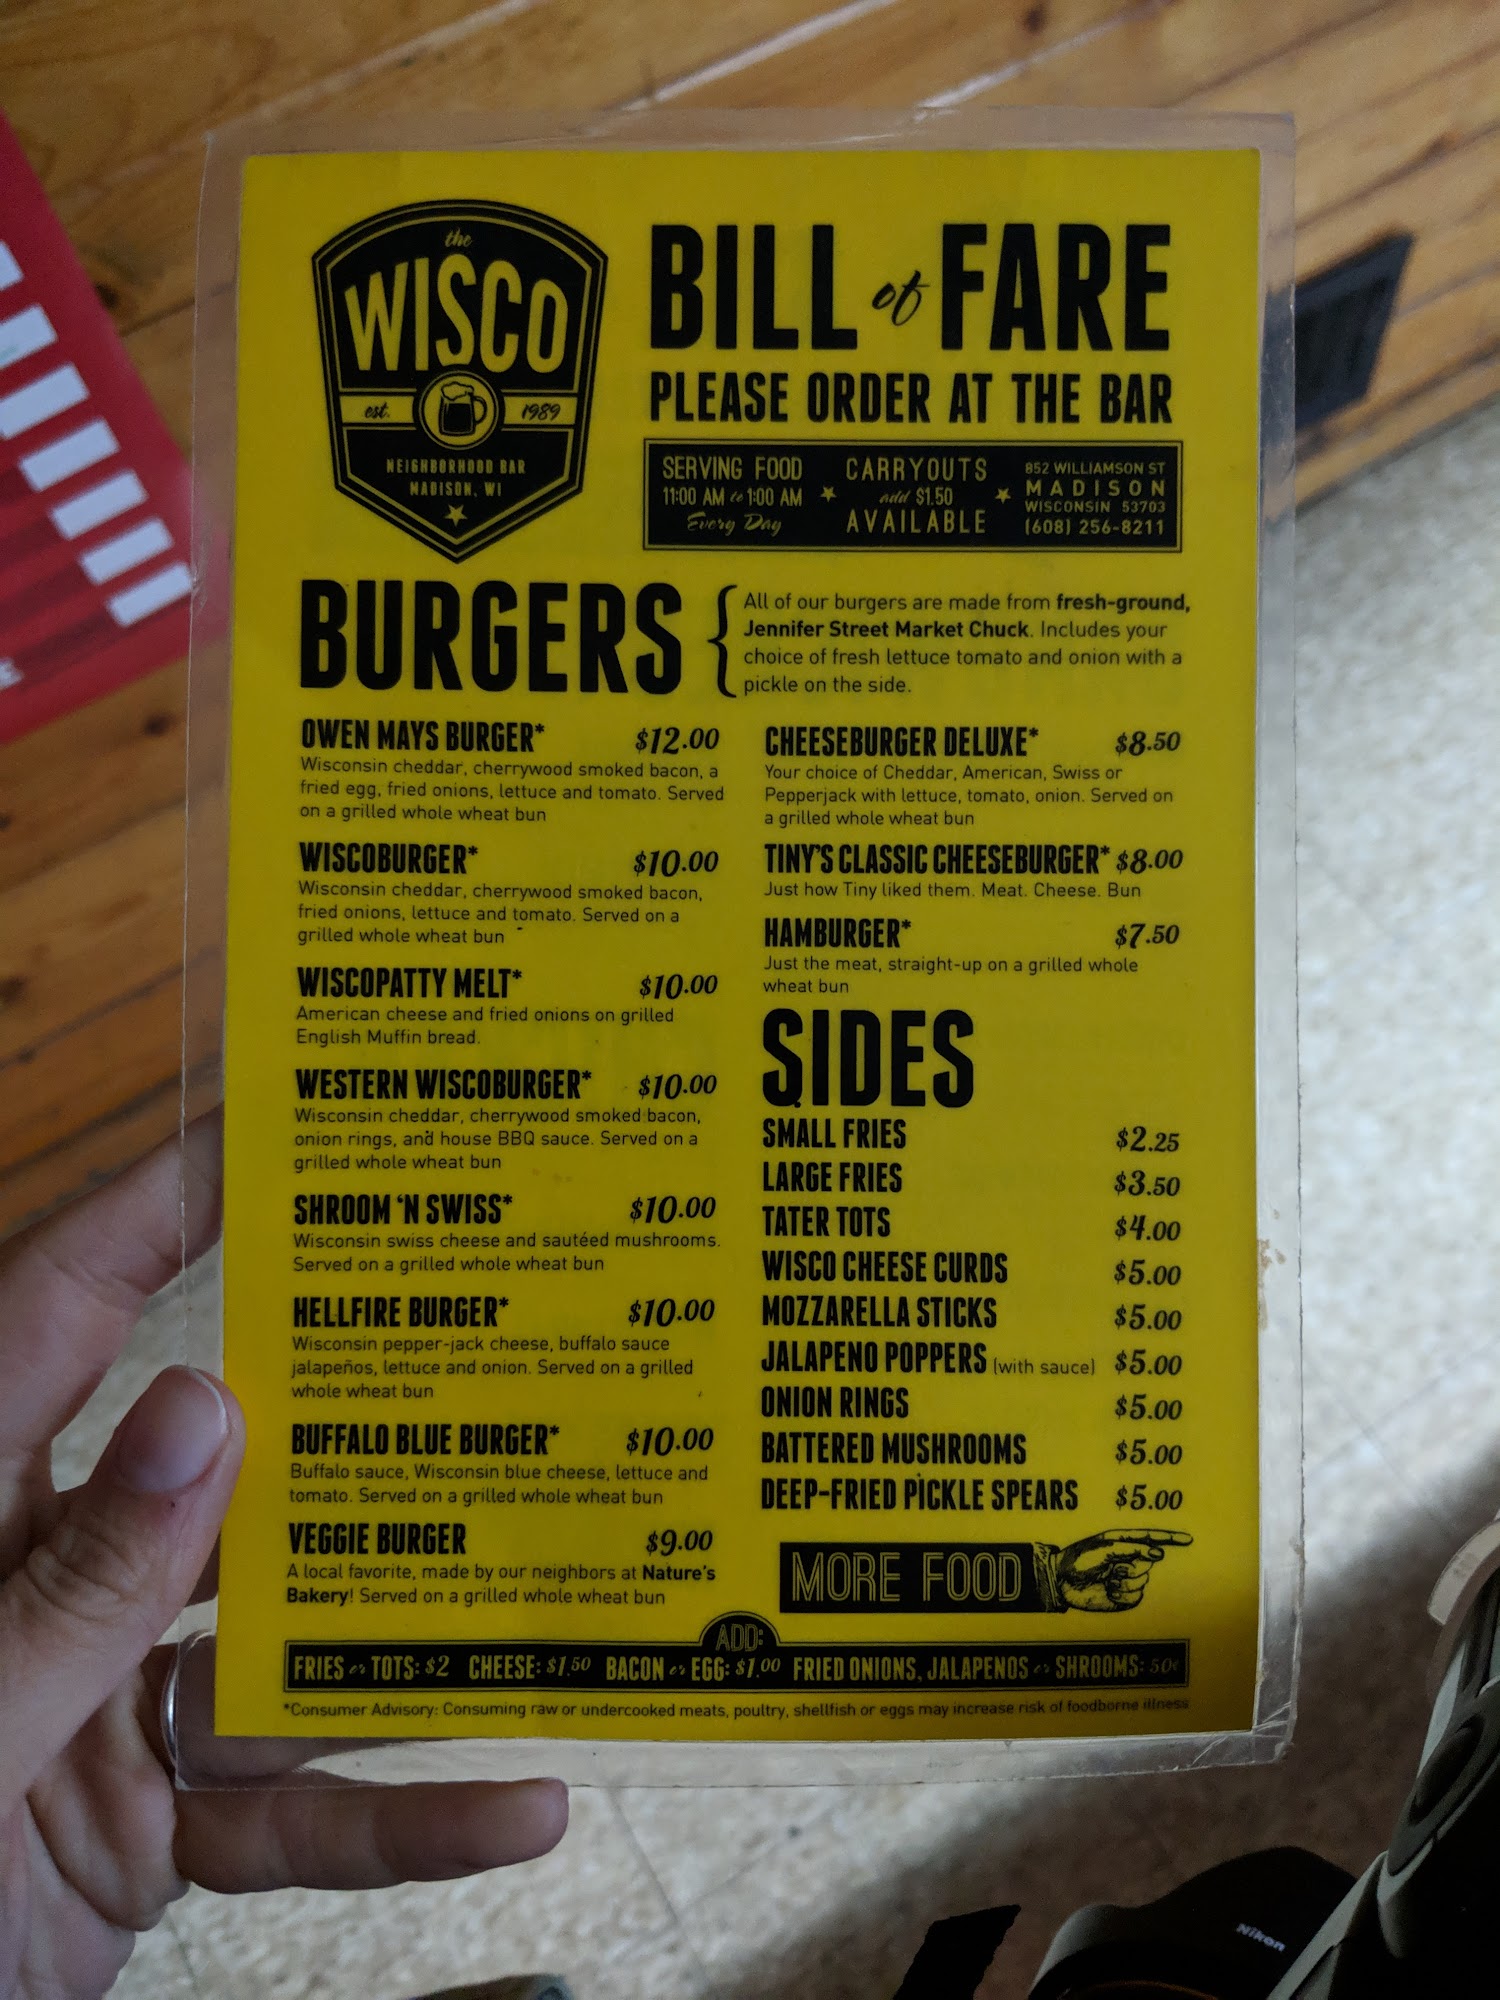 the
WISCO
est. 1989
NEIGHBORHOOD BAR
MADISON, WI
BILL of FARE
PLEASE ORDER AT THE BAR
SERVING FOOD
11:00 AM to 1:00 AM
Every Day
CARRYOUTS
add $1.50
AVAILABLE
852 WILLIAMSON ST
MADISON
WISCONSIN 53703
(608) 256-8211
BURGERS
All of our burgers are made from fresh-ground,
Jennifer Street Market Chuck. Includes your
choice of fresh lettuce tomato and onion with a
pickle on the side.
OWEN MAYS BURGER* $12.00
Wisconsin cheddar, cherrywood smoked bacon, a
fried egg, fried onions, lettuce and tomato. Served
on a grilled whole wheat bun
WISCOBURGER* $10.00
Wisconsin cheddar, cherrywood smoked bacon,
fried onions, lettuce and tomato. Served on a
grilled whole wheat bun
WISCOPATTY MELT* $10.00
American cheese and fried onions on grilled
English Muffin bread.
WESTERN WISCOBURGER* $10.00
Wisconsin cheddar, cherrywood smoked bacon,
onion rings, and house BBQ sauce. Served on a
grilled whole wheat bun
SHROOM 'N SWISS* $10.00
Wisconsin swiss cheese and sautéed mushrooms.
Served on a grilled whole wheat bun
HELLFIRE BURGER* $10.00
Wisconsin pepper-jack cheese, buffalo sauce
jalapeños, lettuce and onion. Served on a grilled
whole wheat bun
BUFFALO BLUE BURGER* $10.00
Buffalo sauce, Wisconsin blue cheese, lettuce and
tomato. Served on a grilled whole wheat bun
VEGGIE BURGER $9.00
A local favorite, made by our neighbors at Nature's
Bakery! Served on a grilled whole wheat bun
CHEESEBURGER DELUXE* $8.50
Your choice of Cheddar, American, Swiss or
Pepperjack with lettuce, tomato, onion. Served on
a grilled whole wheat bun
TINY'S CLASSIC CHEESEBURGER* $8.00
Just how Tiny liked them. Meat. Cheese. Bun
HAMBURGER* $7.50
Just the meat, straight-up on a grilled whole
wheat bun
SIDES
SMALL FRIES $2.25
LARGE FRIES $3.50
TATER TOTS $4.00
WISCO CHEESE CURDS $5.00
MOZZARELLA STICKS $5.00
JALAPENO POPPERS (with sauce) $5.00
ONION RINGS $5.00
BATTERED MUSHROOMS $5.00
DEEP-FRIED PICKLE SPEARS $5.00
MORE FOOD
ADD:
FRIES or TOTS: $2 CHEESE: $1.50 BACON or EGG: $1.00 FRIED ONIONS, JALAPENOS or SHROOMS: 50¢
*Consumer Advisory: Consuming raw or undercooked meats, poultry, shellfish or eggs may increase risk of foodborne illness
Nikon